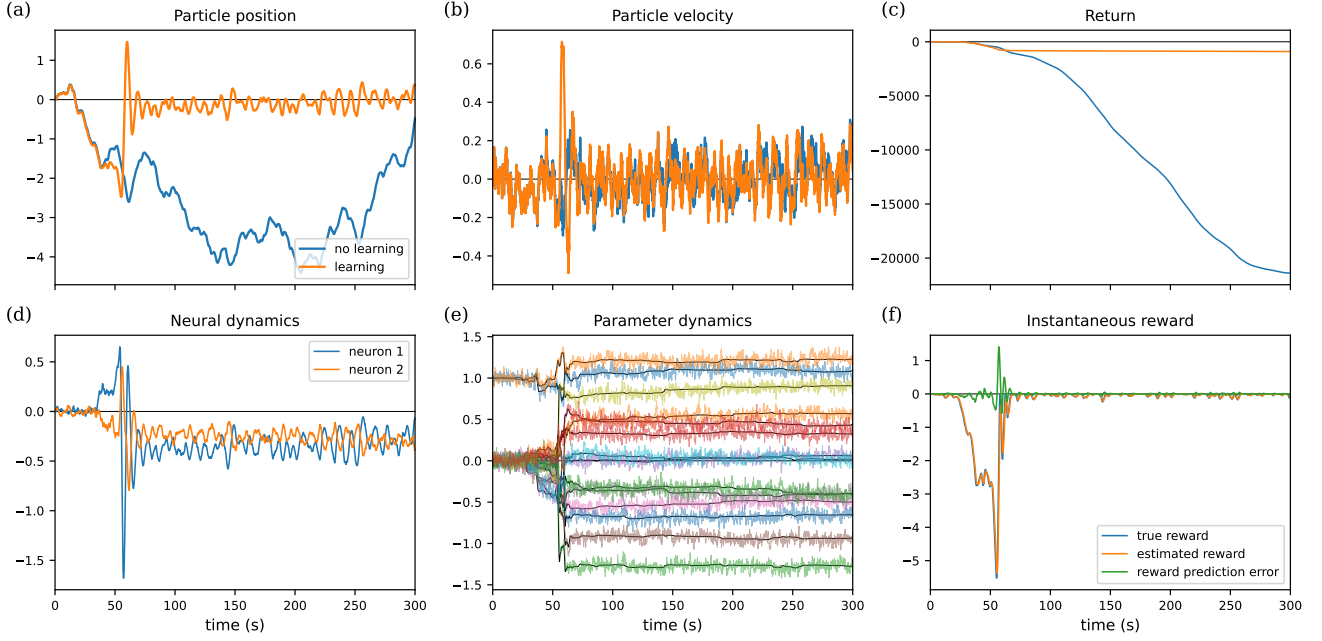 (a)
Particle position
1
0
−1
−2
−3
−4
no learning
learning
(b)
Particle velocity
0.6
0.4
0.2
0.0
−0.2
−0.4
(c)
Return
0
−5000
−10000
−15000
−20000
(d)
Neural dynamics
0.5
0.0
−0.5
−1.0
−1.5
neuron 1
neuron 2
0 50 100 150 200 250 300
time (s)
(e)
Parameter dynamics
1.5
1.0
0.5
0.0
−0.5
−1.0
−1.5
0 50 100 150 200 250 300
time (s)
(f)
Instantaneous reward
1
0
−1
−2
−3
−4
−5
true reward
estimated reward
reward prediction error
0 50 100 150 200 250 300
time (s)